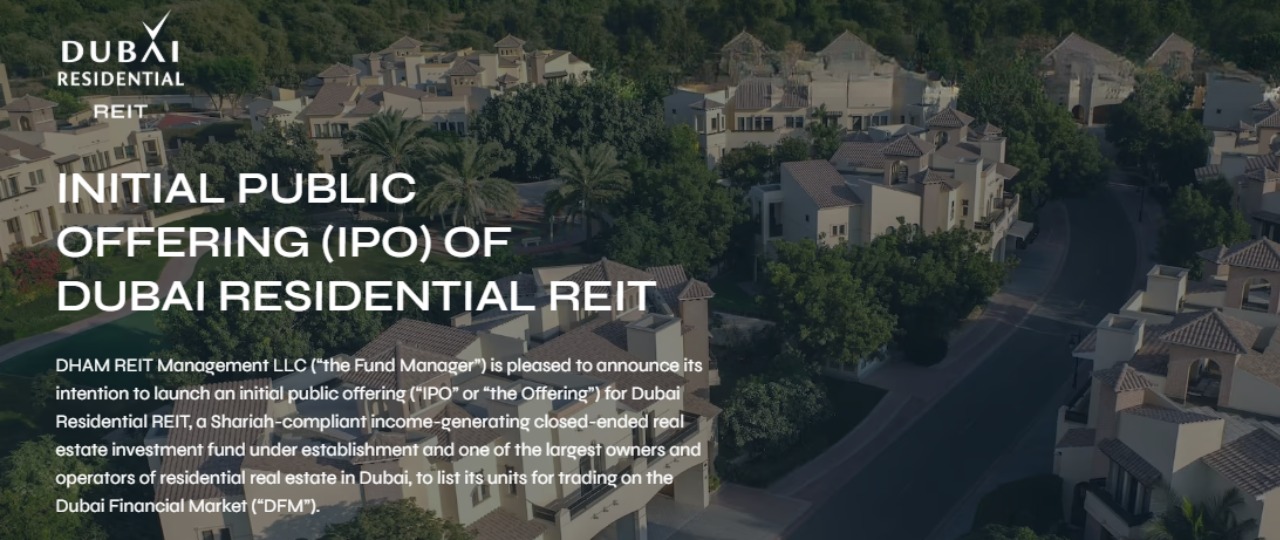 DUBAI
RESIDENTIAL
REIT
INITIAL PUBLIC
OFFERING (IPO) OF
DUBAI RESIDENTIAL REIT
DHAM REIT Management LLC (“the Fund Manager”) is pleased to announce its
intention to launch an initial public offering (“IPO” or “the Offering”) for Dubai
Residential REIT, a Shariah-compliant income-generating closed-ended real
estate investment fund under establishment and one of the largest owners and
operators of residential real estate in Dubai, to list its units for trading on the
Dubai Financial Market (“DFM”).